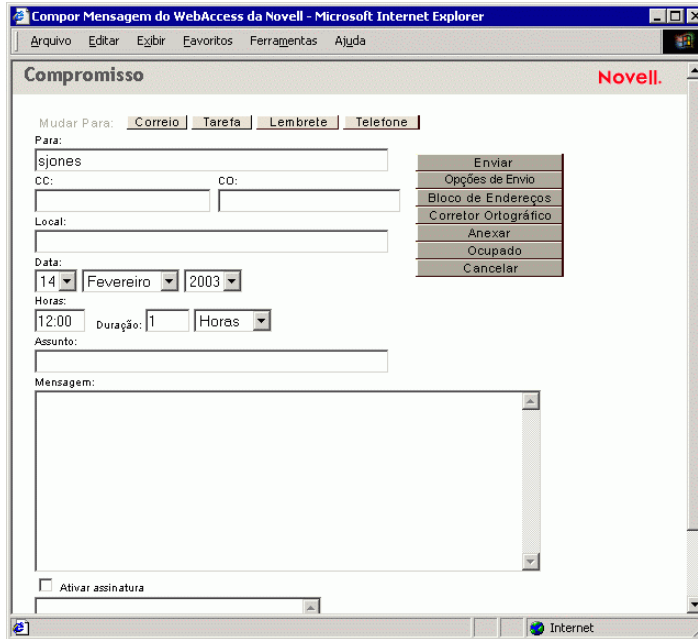 Compor Mensagem do WebAccess da Novell - Microsoft Internet Explorer
Arquivo Editar Exibir Favoritos Ferramentas Ajuda
Compromisso Novell.
Mudar Para: Correio Tarefa Lembrete Telefone
Para:
sjones
Enviar
CC: CO: Opções de Envio
Bloco de Endereços
Local: Corretor Ortográfico
Anexar
Ocupado
Data: Cancelar
14 Fevereiro 2003
Horas:
12:00 Duração: 1 Horas
Assunto:
Mensagem:
Ativar assinatura
Internet